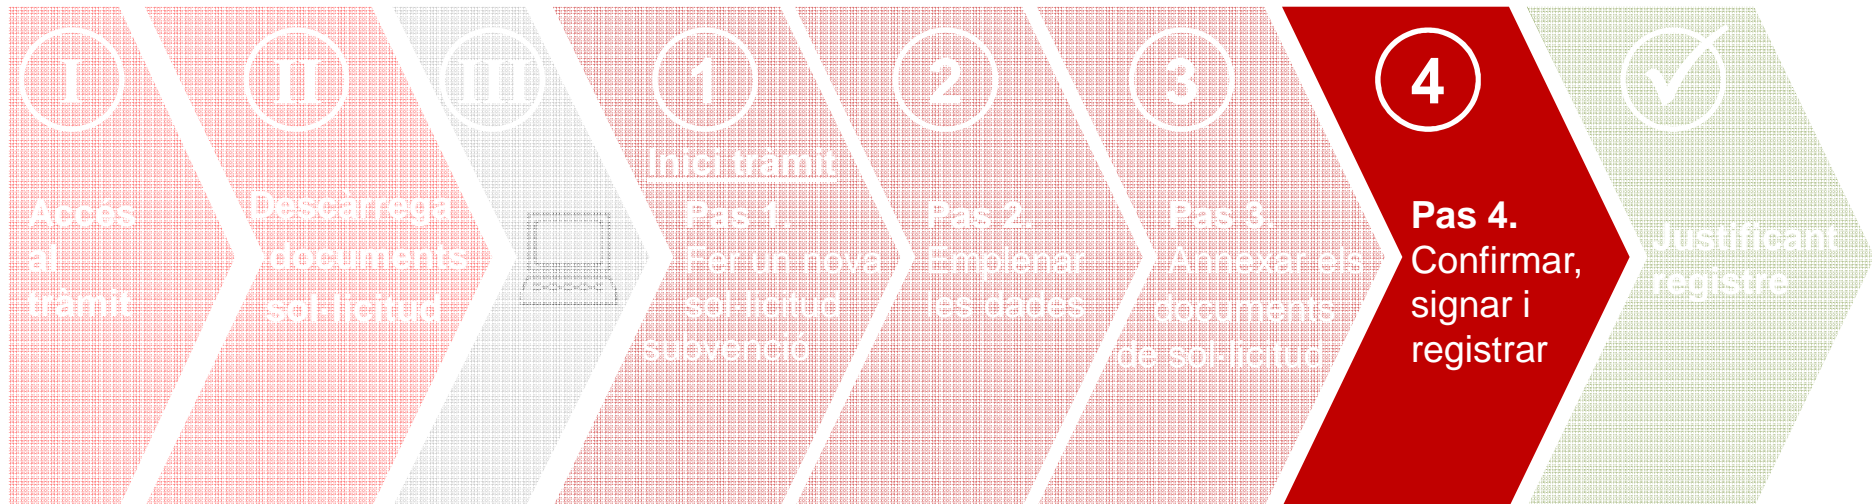 I
Accés
al
tràmit
II
Descàrrega
documents
sol·licitud
III
1
Inici tràmit
Pas 1.
Fer un nova
sol·licitud
subvenció
2
Pas 2.
Emplenar
les dades
3
Pas 3.
Annexar els
documents
de sol·licitud
4
Pas 4.
Confirmar,
signar i
registrar
Justificant
registre